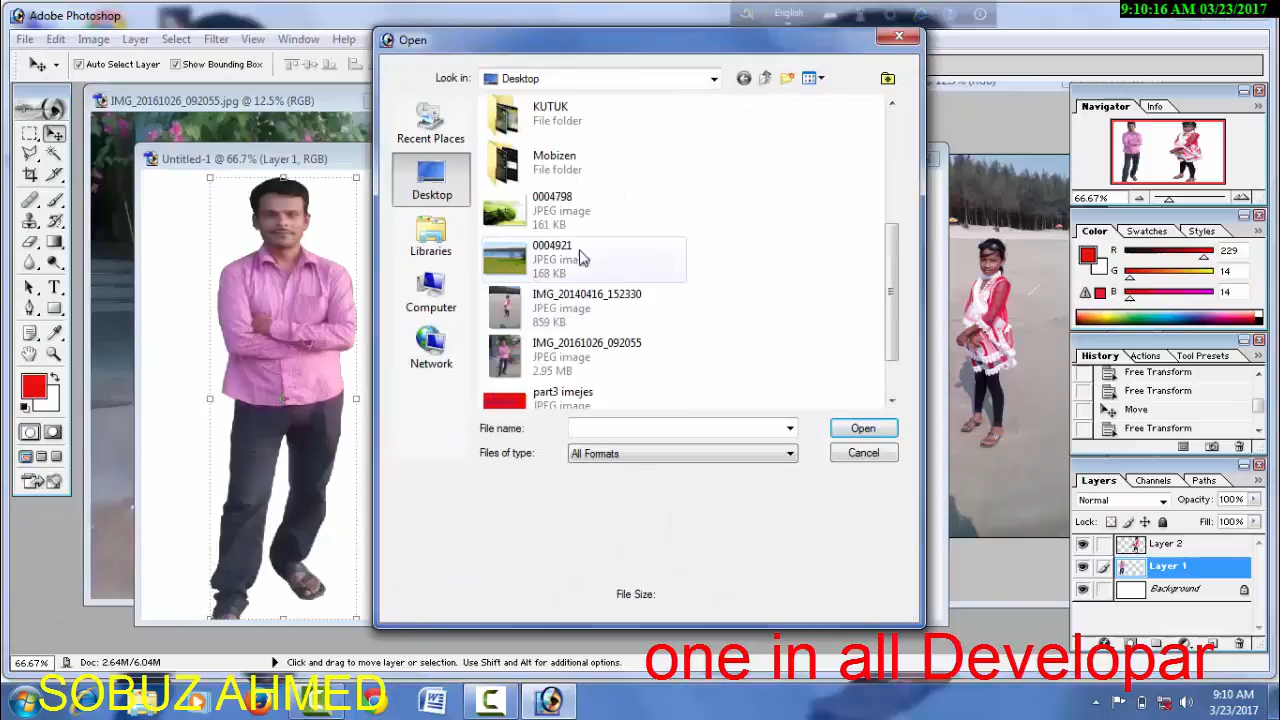 Adobe Photoshop
English
9:10:16 AM 03/23/2017
File Edit Image Layer Select Filter View Window Help
Auto Select Layer Show Bounding Box
IMG_20161026_092055.jpg @ 12.5% (RGB)
Untitled-1 @ 66.7% (Layer 1, RGB)
Open
Look in: Desktop
Recent Places
Desktop
Libraries
Computer
Network
KUTUK
File folder
Mobizen
File folder
0004798
JPEG image
161 KB
0004921
JPEG image
168 KB
IMG_20140416_152330
JPEG image
859 KB
IMG_20161026_092055
JPEG image
2.95 MB
part3 imejes
JPEG image
File name: Open
Files of type: All Formats Cancel
File Size:
Navigator Info
66.67%
Color Swatches Styles
R 229
G 14
B 14
History Actions Tool Presets
Free Transform
Free Transform
Move
Free Transform
Layers Channels Paths
Normal Opacity: 100%
Lock: Fill: 100%
Layer 2
Layer 1
Background
66.67% Doc: 2.64M/6.04M Click and drag to move layer or selection. Use Shift and Alt for additional options.
one in all Developar
SOBUZ AHMED
9:10 AM
3/23/2017